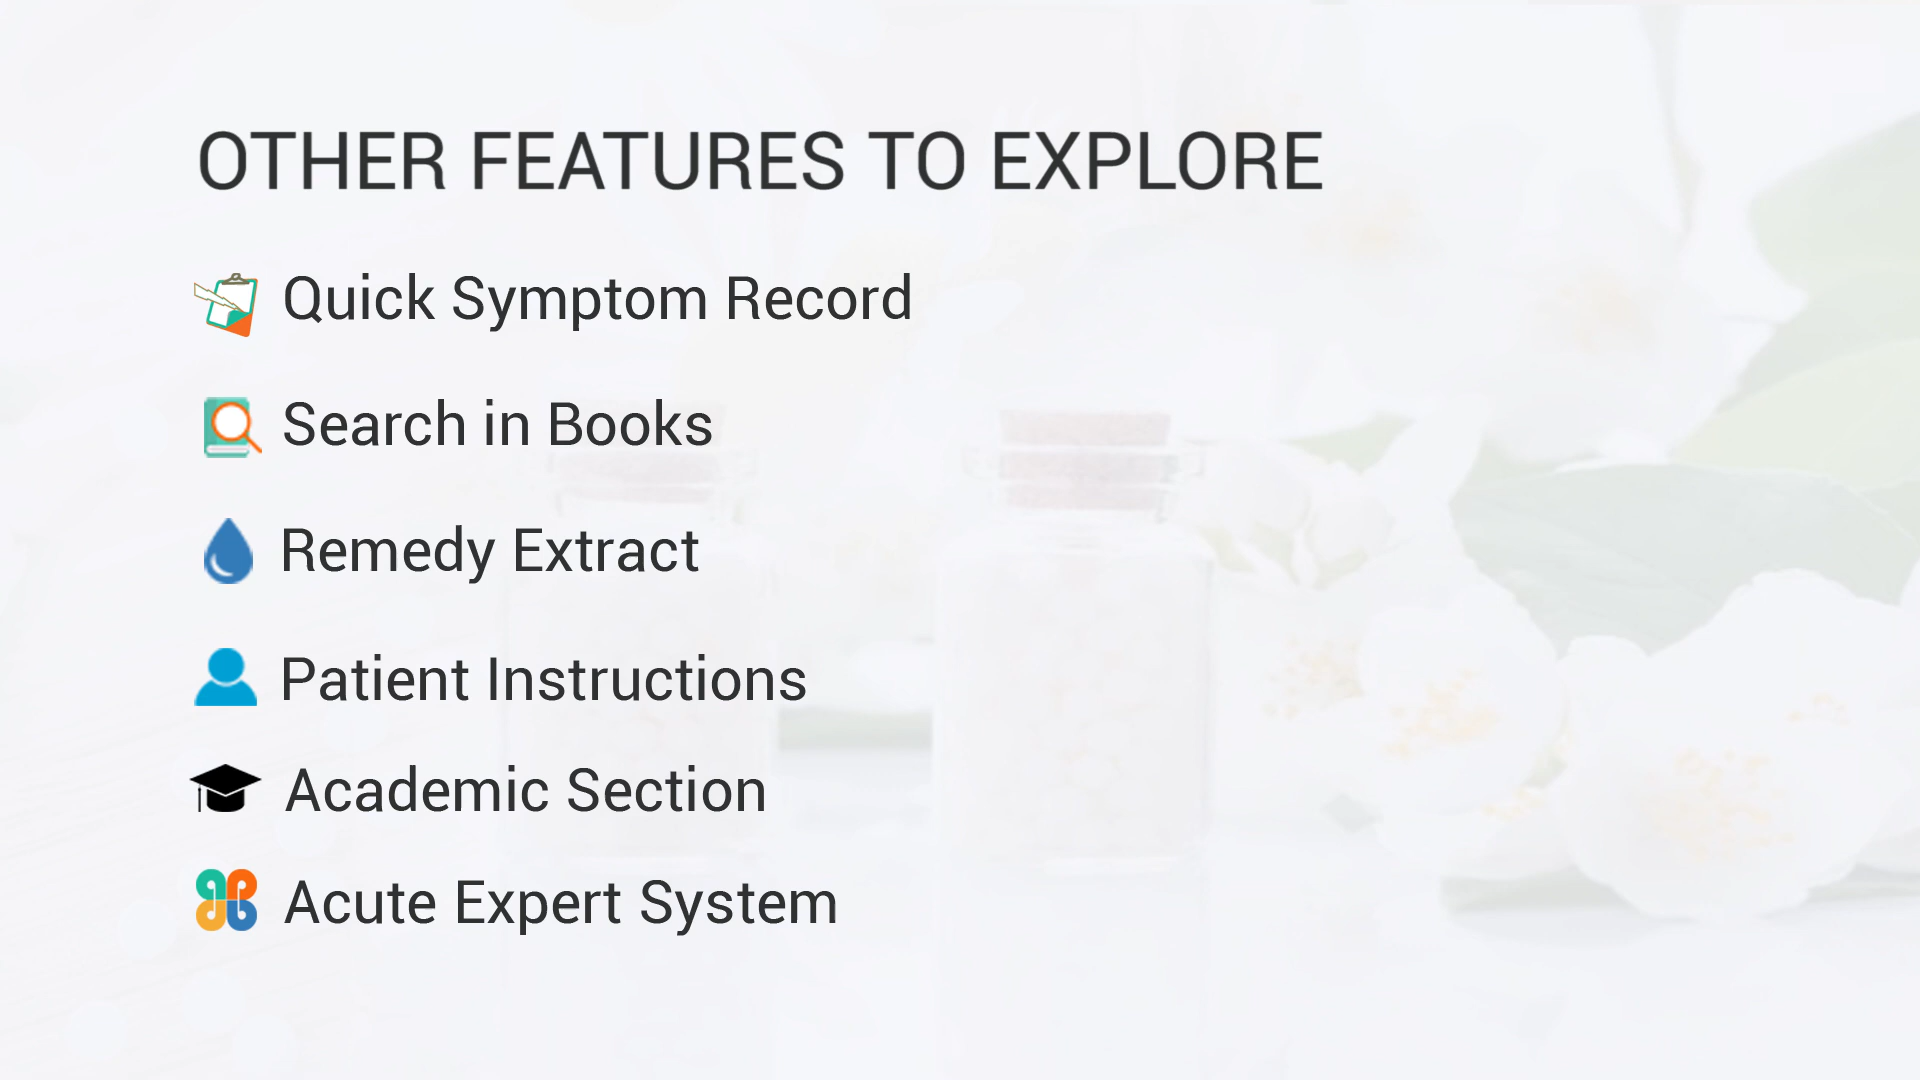 OTHER FEATURES TO EXPLORE
Quick Symptom Record
Search in Books
Remedy Extract
Patient Instructions
Academic Section
Acute Expert System